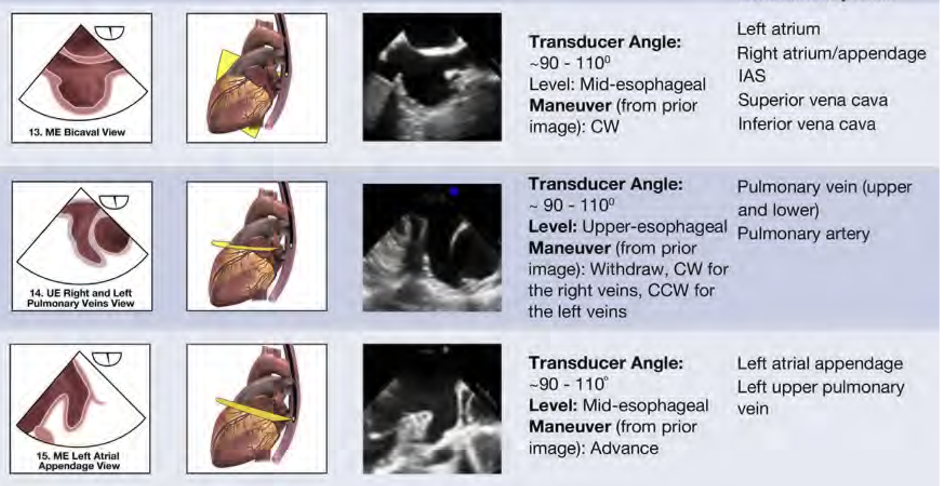 13. ME Bicaval View
Transducer Angle:
~90 - 110⁰
Level: Mid-esophageal
Maneuver (from prior
image): CW
Left atrium
Right atrium/appendage
IAS
Superior vena cava
Inferior vena cava
14. UE Right and Left
Pulmonary Veins View
Transducer Angle:
~ 90 - 110⁰
Level: Upper-esophageal
Maneuver (from prior
image): Withdraw, CW for
the right veins, CCW for
the left veins
Pulmonary vein (upper
and lower)
Pulmonary artery
15. ME Left Atrial
Appendage View
Transducer Angle:
~90 - 110°
Level: Mid-esophageal
Maneuver (from prior
image): Advance
Left atrial appendage
Left upper pulmonary
vein